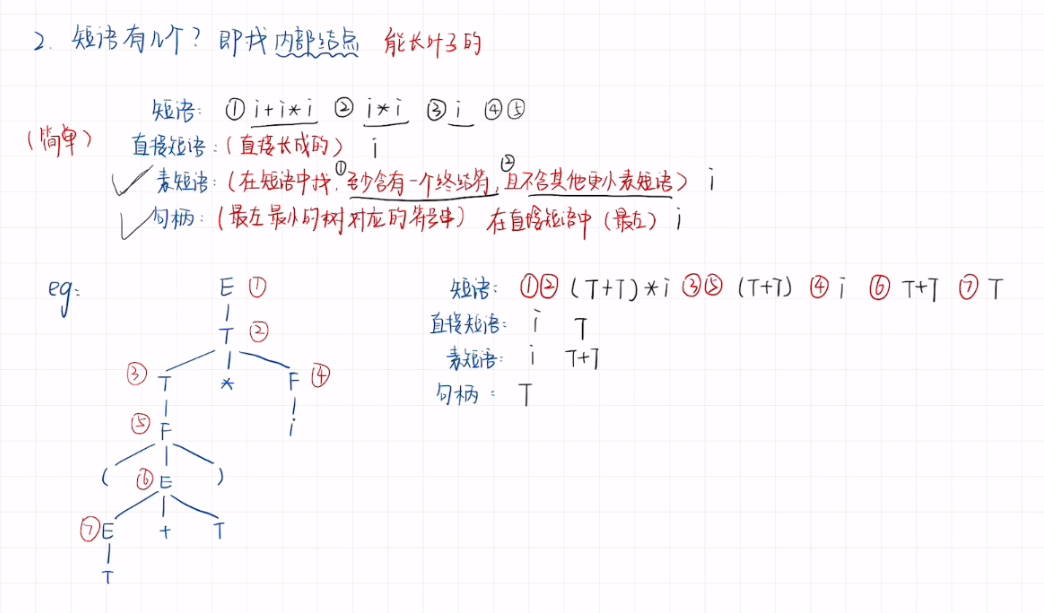 2. 短语有几个? 即找内部结点 能长叶子的
短语: ① i+i*i ② i*i ③ i ④⑤
(简单)
直接短语: (直接长成的) i
素短语: (在短语中找, ①至少含有一个终结符, ②且不含其他更小素短语) i
句柄: (最左最小的树对应的符号串) 在直接短语中 (最左) i
eg:
E ①
T ②
③ T * F ④
⑤ F i
( ⑥ E )
⑦ E + T
T
短语: ①② (T+T)*i ③⑤ (T+T) ④ i ⑥ T+T ⑦ T
直接短语: i T
素短语: i T+T
句柄: T